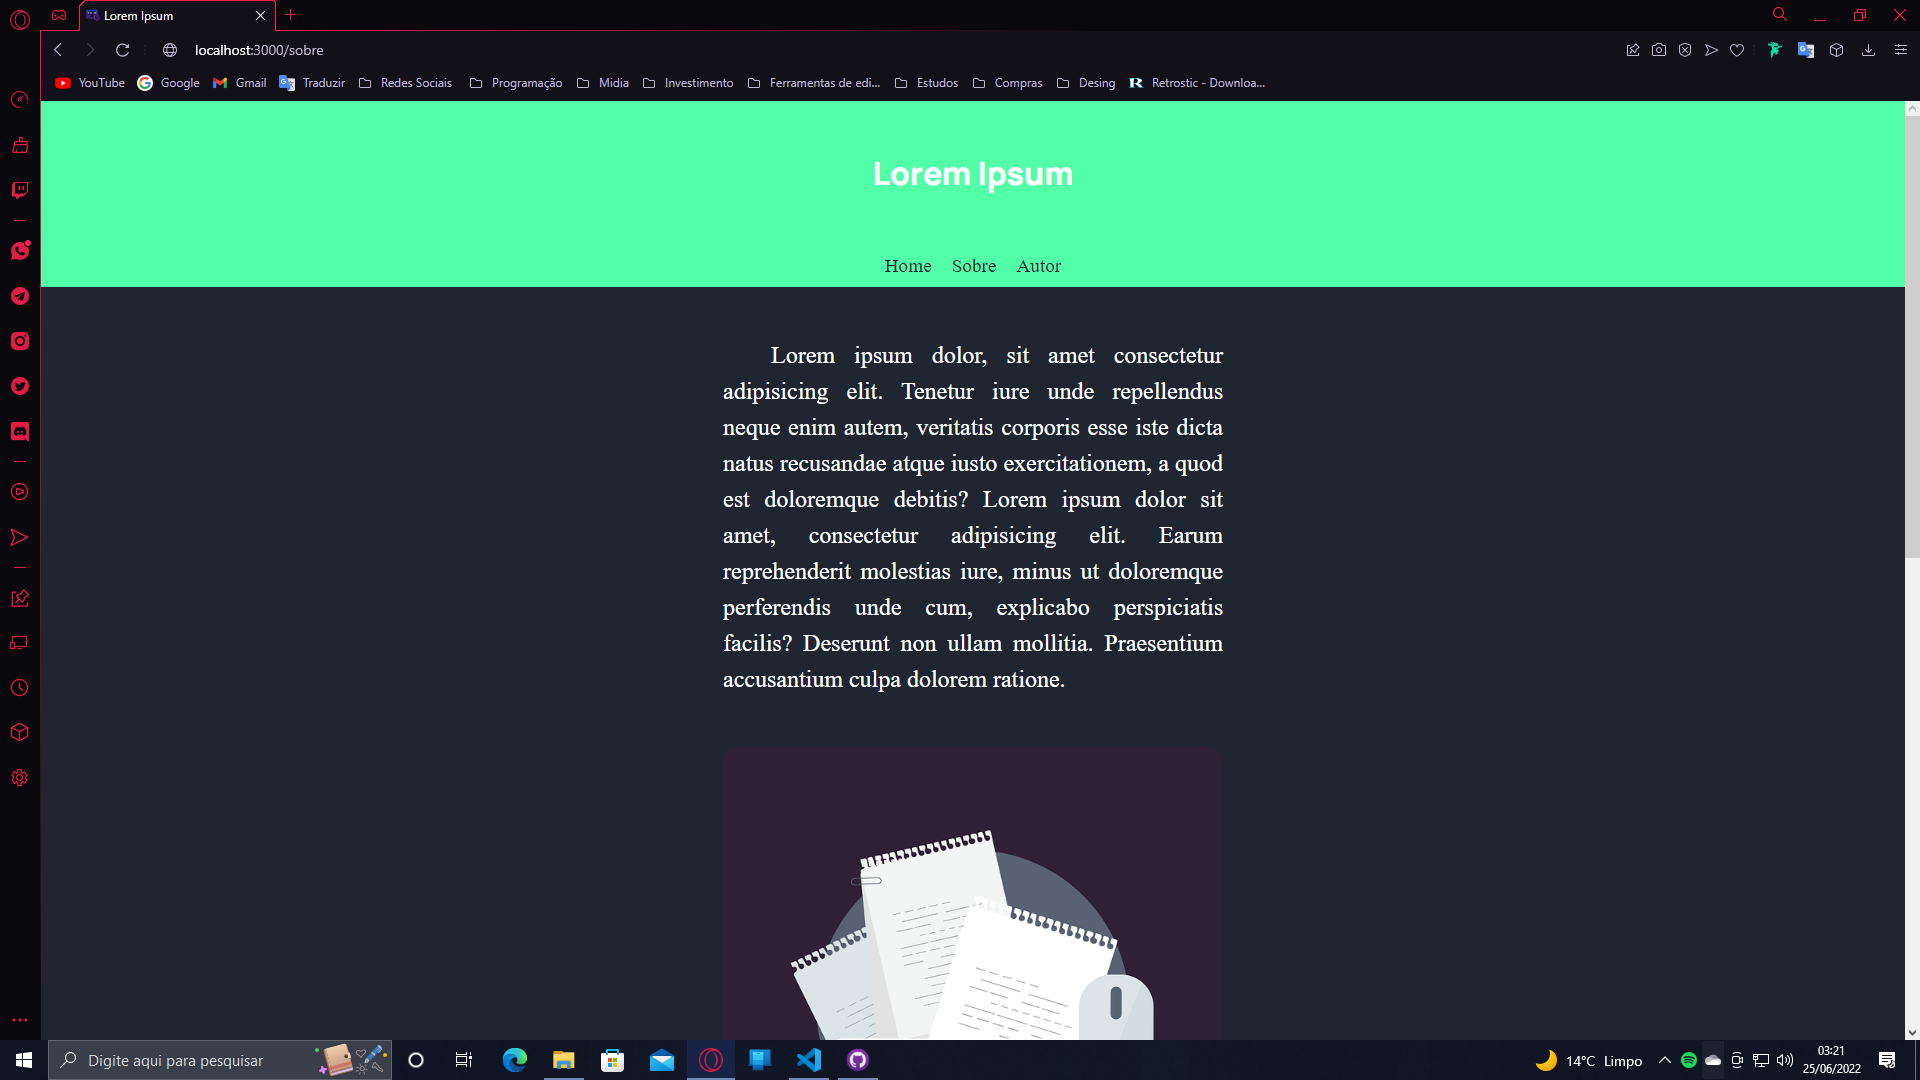 Lorem Ipsum
localhost:3000/sobre
YouTube Google Gmail Traduzir Redes Sociais Programação Midia Investimento Ferramentas de edi... Estudos Compras Desing Retrostic - Downloa...
Lorem Ipsum
Home Sobre Autor
Lorem ipsum dolor, sit amet consectetur
adipisicing elit. Tenetur iure unde repellendus
neque enim autem, veritatis corporis esse iste dicta
natus recusandae atque iusto exercitationem, a quod
est doloremque debitis? Lorem ipsum dolor sit
amet, consectetur adipisicing elit. Earum
reprehenderit molestias iure, minus ut doloremque
perferendis unde cum, explicabo perspiciatis
facilis? Deserunt non ullam mollitia. Praesentium
accusantium culpa dolorem ratione.
Digite aqui para pesquisar
14°C Limpo
03:21
25/06/2022